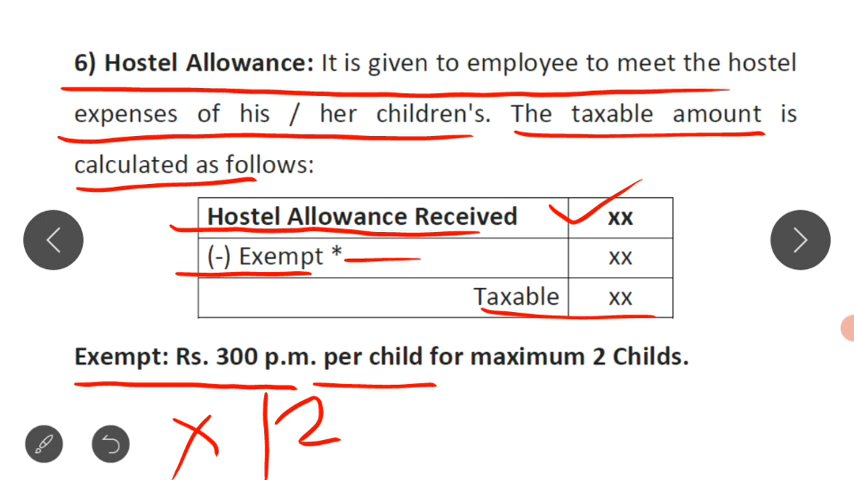 6) Hostel Allowance: It is given to employee to meet the hostel
expenses of his / her children's. The taxable amount is
calculated as follows:
Hostel Allowance Received xx
(-) Exempt * xx
Taxable xx
Exempt: Rs. 300 p.m. per child for maximum 2 Childs.
x 12